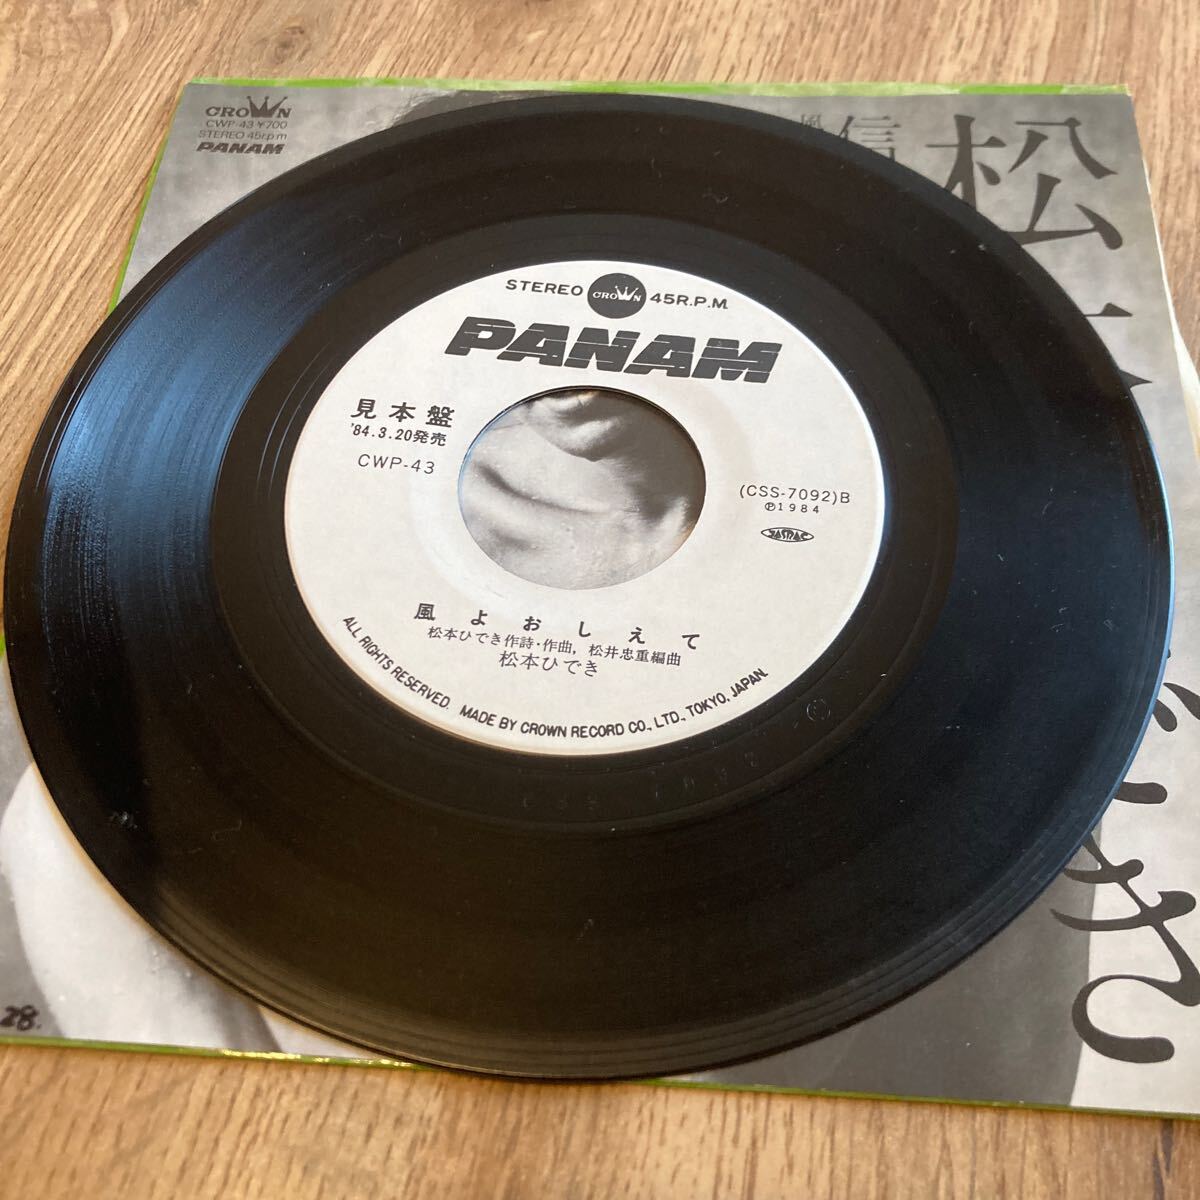 CROWN
CWP-43 ¥700
STEREO 45rpm
PANAM
松
信
風
STEREO CROWN 45R.P.M.
PANAM
見本盤
'84.3.20発売
CWP-43
(CSS-7092)B
Ⓟ1984
JASRAC
風よおしえて
松本ひでき作詩・作曲, 松井忠重編曲
松本ひでき
ALL RIGHTS RESERVED. MADE BY CROWN RECORD CO., LTD., TOKYO, JAPAN.
28.